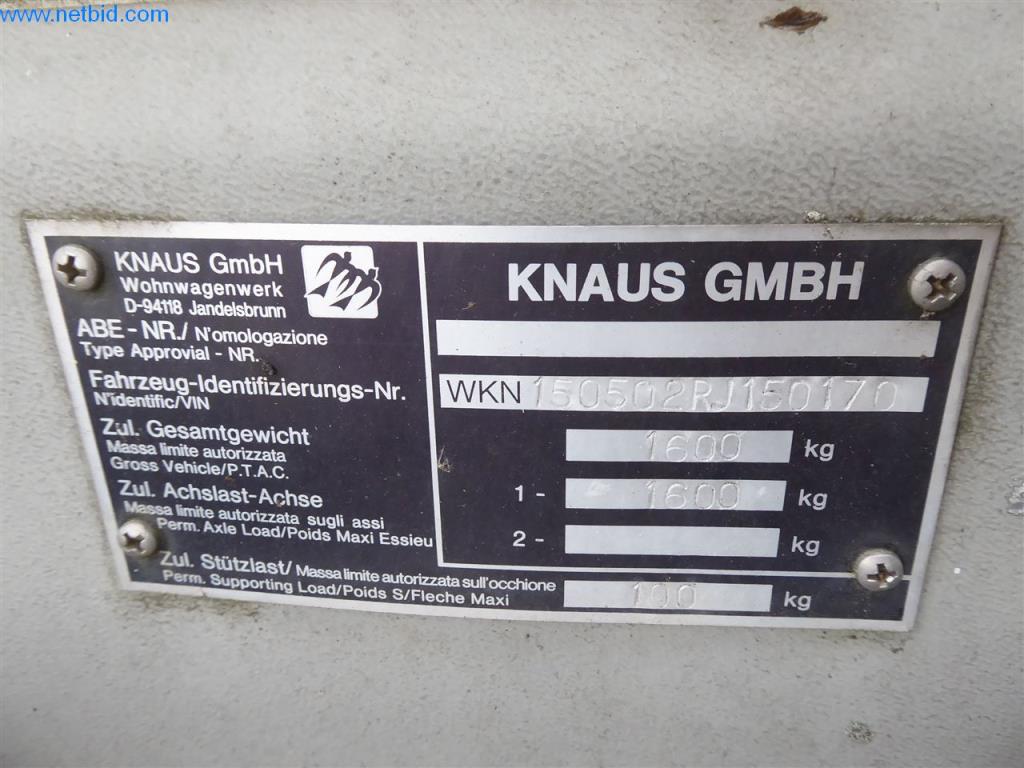 www.netbid.com
KNAUS GmbH
Wohnwagenwerk
D-94118 Jandelsbrunn
KNAUS GMBH
ABE - NR./ N'omologazione
Type Approvial - NR.
Fahrzeug-Identifizierungs-Nr. WKN 150502RJ150170
N'identific/VIN
Zul. Gesamtgewicht 1600 kg
Massa limite autorizzata
Gross Vehicle/P.T.A.C.
Zul. Achslast-Achse 1- 1600 kg
Massa limite autorizzata sugli assi
Perm. Axle Load/Poids Maxi Essieu 2- kg
Zul. Stützlast/ Massa limite autorizzata sull'occhione 100 kg
Perm. Supporting Load/Poids S/Fleche Maxi